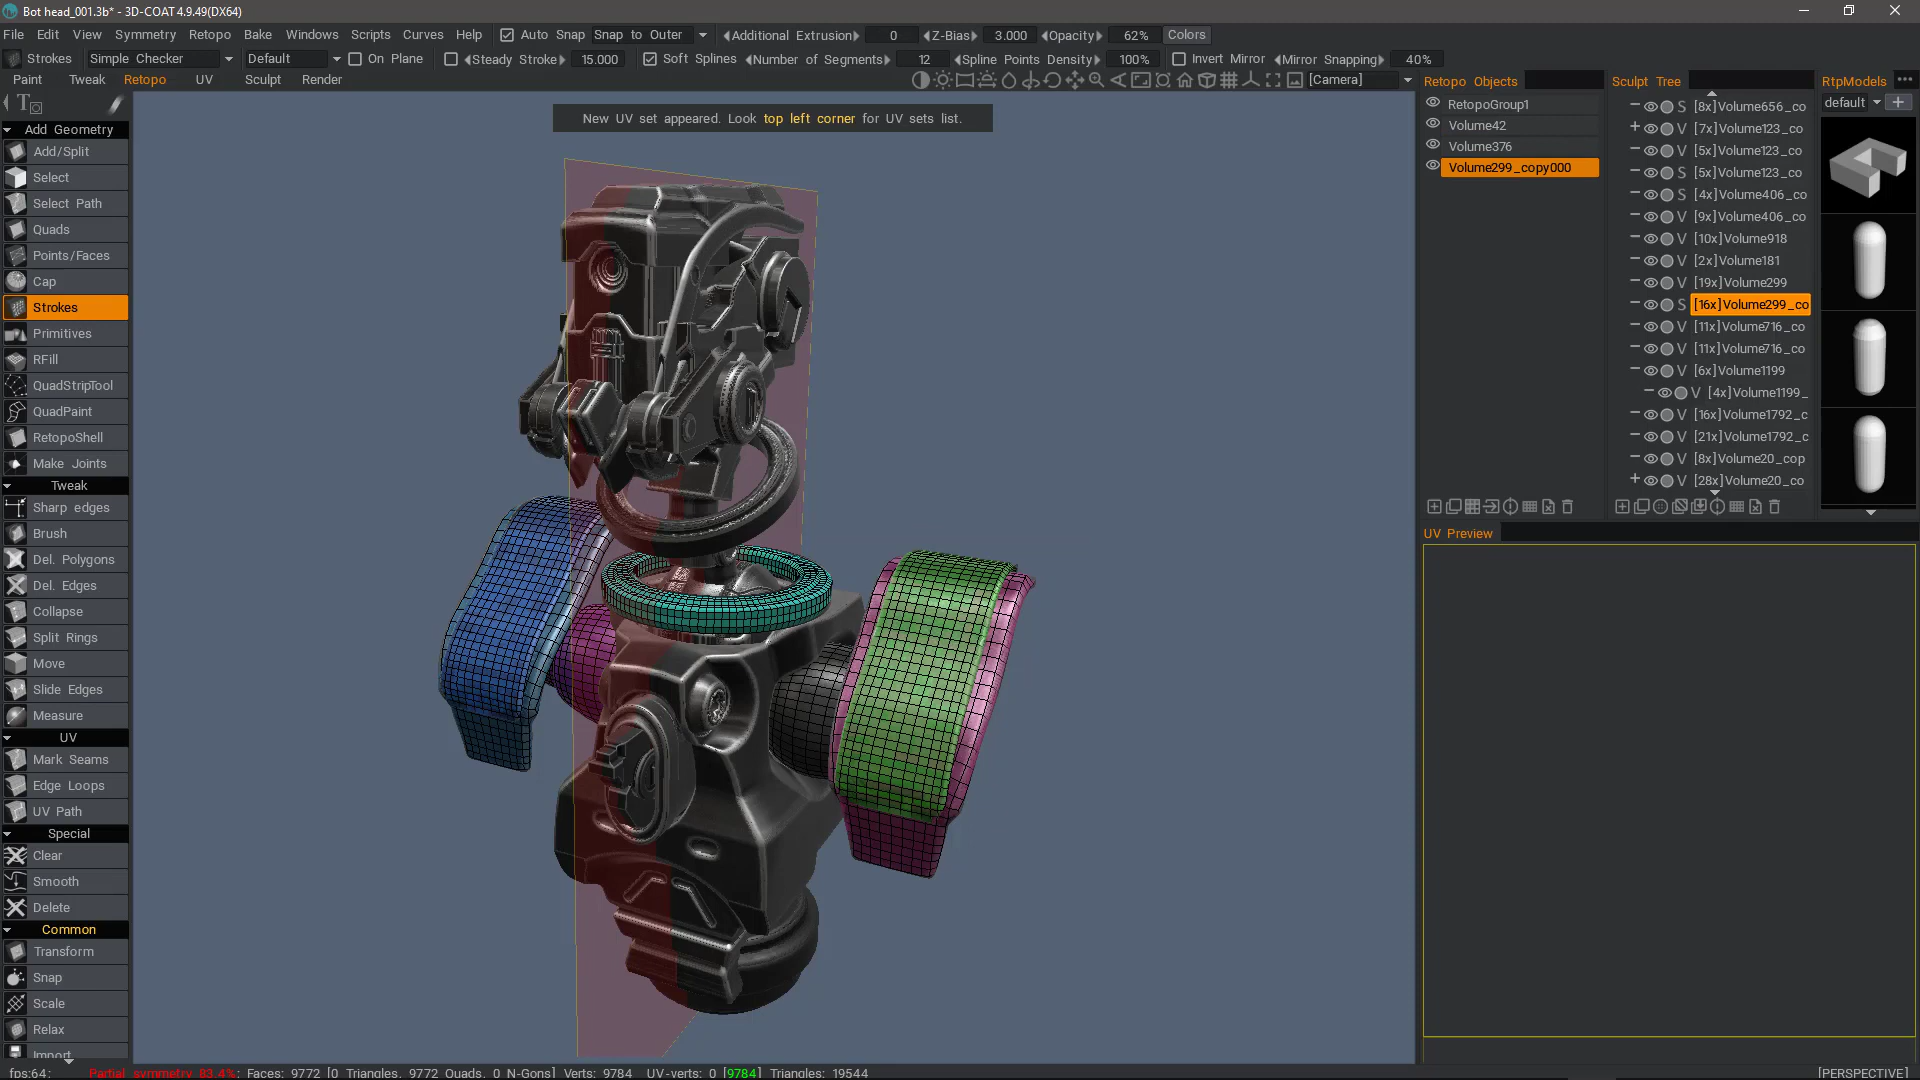 Bot head_001.3b* - 3D-COAT 4.9.49(DX64)
File Edit View Symmetry Retopo Bake Windows Scripts Curves Help Auto Snap Snap to Outer Additional Extrusion 0 Z-Bias 3.000 Opacity 62% Colors
Strokes Simple Checker Default On Plane Steady Stroke 15.000 Soft Splines Number of Segments 12 Spline Points Density 100% Invert Mirror Mirror Snapping 40%
Paint Tweak Retopo UV Sculpt Render [Camera]
Add Geometry
Add/Split
Select
Select Path
Quads
Points/Faces
Cap
Strokes
Primitives
RFill
QuadStripTool
QuadPaint
RetopoShell
Make Joints
Tweak
Sharp edges
Brush
Del. Polygons
Del. Edges
Collapse
Split Rings
Move
Slide Edges
Measure
UV
Mark Seams
Edge Loops
UV Path
Special
Clear
Smooth
Delete
Common
Transform
Snap
Scale
Relax
Import
New UV set appeared. Look top left corner for UV sets list.
Retopo Objects
RetopoGroup1
Volume42
Volume376
Volume299_copy000
Sculpt Tree
S [8x]Volume656_co
V [7x]Volume123_co
S [5x]Volume123_co
S [5x]Volume123_co
S [4x]Volume406_co
S [9x]Volume406_co
V [10x]Volume918
V [2x]Volume181
V [19x]Volume299
S [16x]Volume299_co
V [11x]Volume716_co
V [11x]Volume716_co
V [6x]Volume1199
V [4x]Volume1199_
V [16x]Volume1792_c
V [21x]Volume1792_c
V [8x]Volume20_cop
V [28x]Volume20_co
RtpModels
default
UV Preview
fps:64; Partial symmetry 83.4%; Faces: 9772 [0 Triangles, 9772 Quads, 0 N-Gons] Verts: 9784 UV-verts: 0 [9784] Triangles: 19544 [PERSPECTIVE]